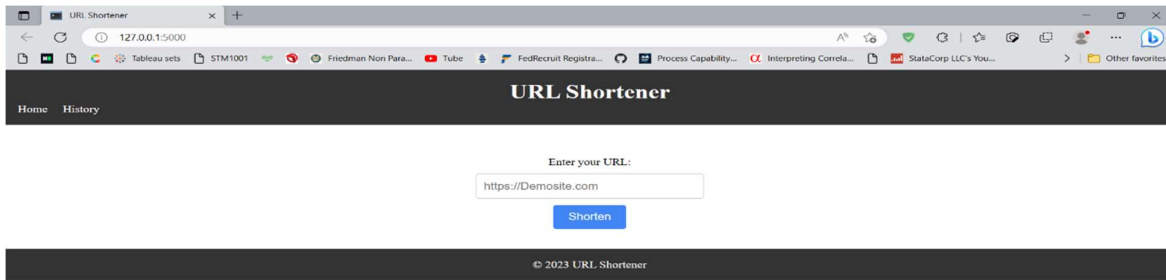 URL Shortener
127.0.0.1:5000
Tableau sets STM1001 Friedman Non Para... Tube FedRecruit Registra... Process Capability... Interpreting Correla... StataCorp LLC's You... Other favorites
URL Shortener
Home History
Enter your URL:
https://Demosite.com
Shorten
© 2023 URL Shortener